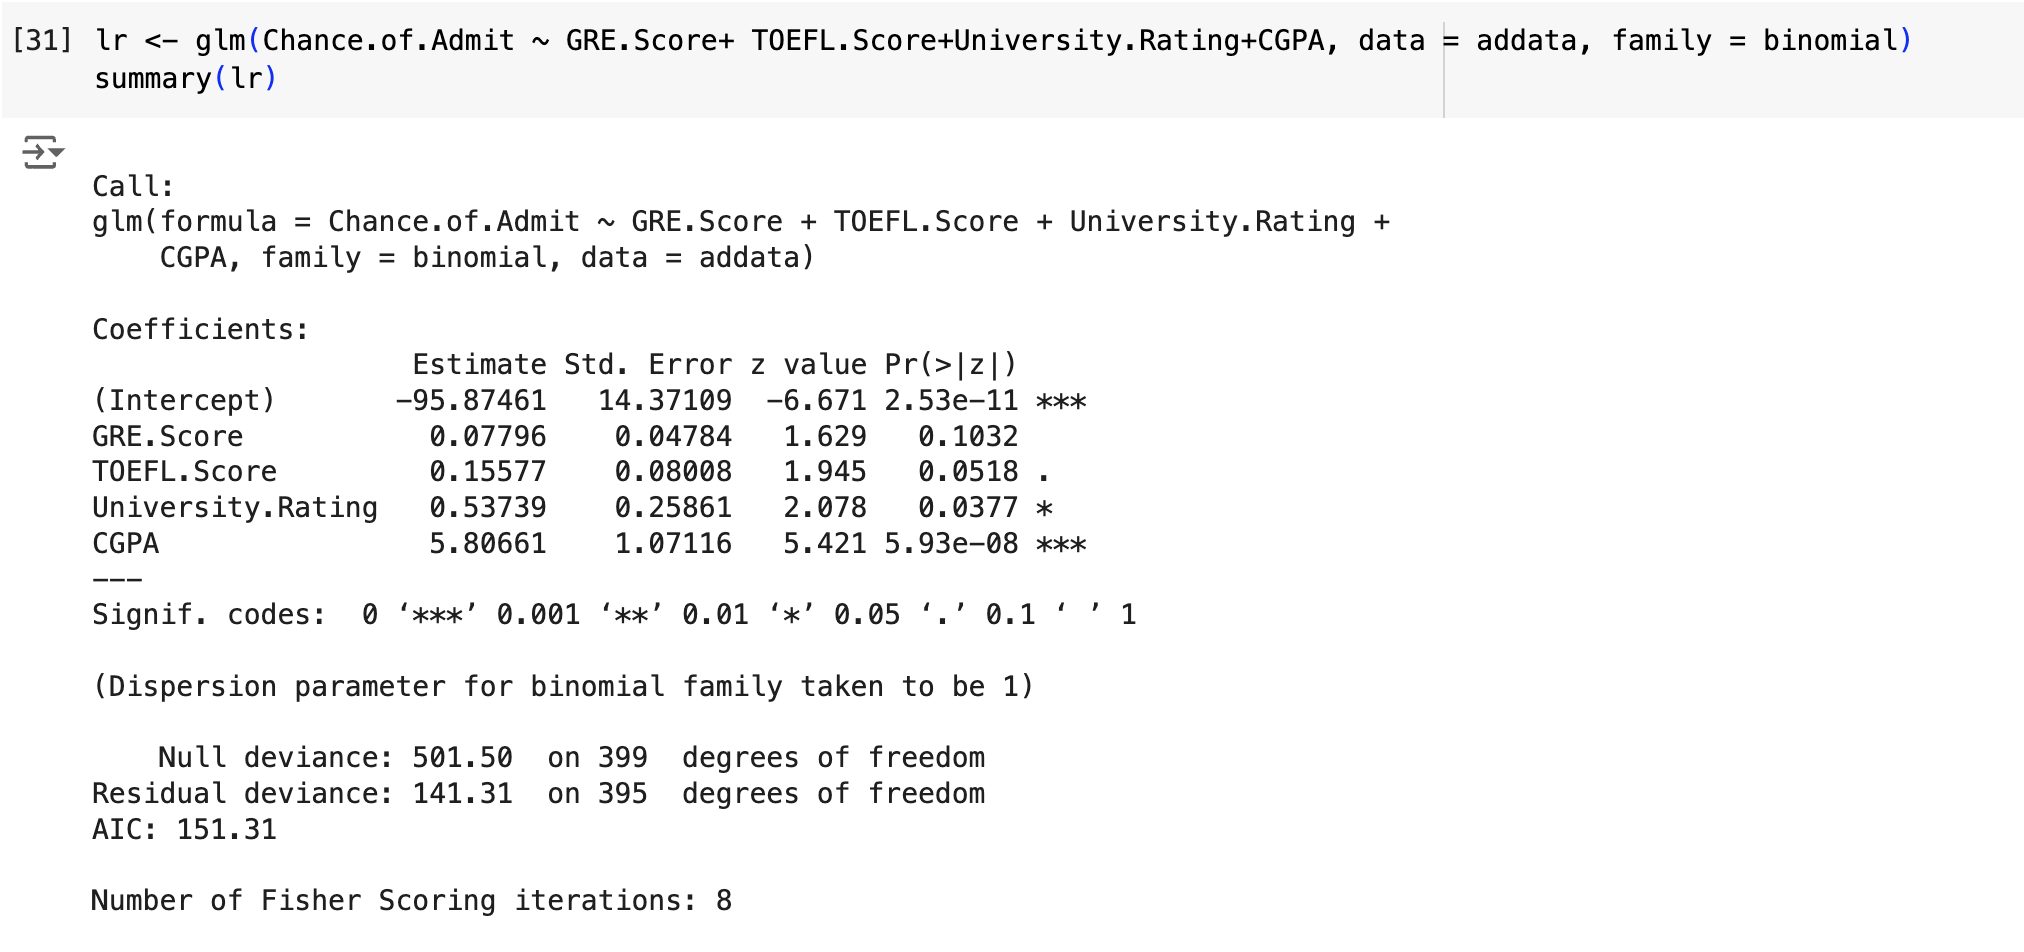 [31] lr <- glm(Chance.of.Admit ~ GRE.Score+ TOEFL.Score+University.Rating+CGPA, data = addata, family = binomial)
summary(lr)
Call:
glm(formula = Chance.of.Admit ~ GRE.Score + TOEFL.Score + University.Rating +
    CGPA, family = binomial, data = addata)
Coefficients:
                   Estimate Std. Error z value Pr(>|z|)
(Intercept)       -95.87461   14.37109  -6.671 2.53e-11 ***
GRE.Score           0.07796    0.04784   1.629   0.1032
TOEFL.Score         0.15577    0.08008   1.945   0.0518 .
University.Rating   0.53739    0.25861   2.078   0.0377 *
CGPA                5.80661    1.07116   5.421 5.93e-08 ***
---
Signif. codes:  0 ‘***’ 0.001 ‘**’ 0.01 ‘*’ 0.05 ‘.’ 0.1 ‘ ’ 1
(Dispersion parameter for binomial family taken to be 1)
    Null deviance: 501.50  on 399  degrees of freedom
Residual deviance: 141.31  on 395  degrees of freedom
AIC: 151.31
Number of Fisher Scoring iterations: 8